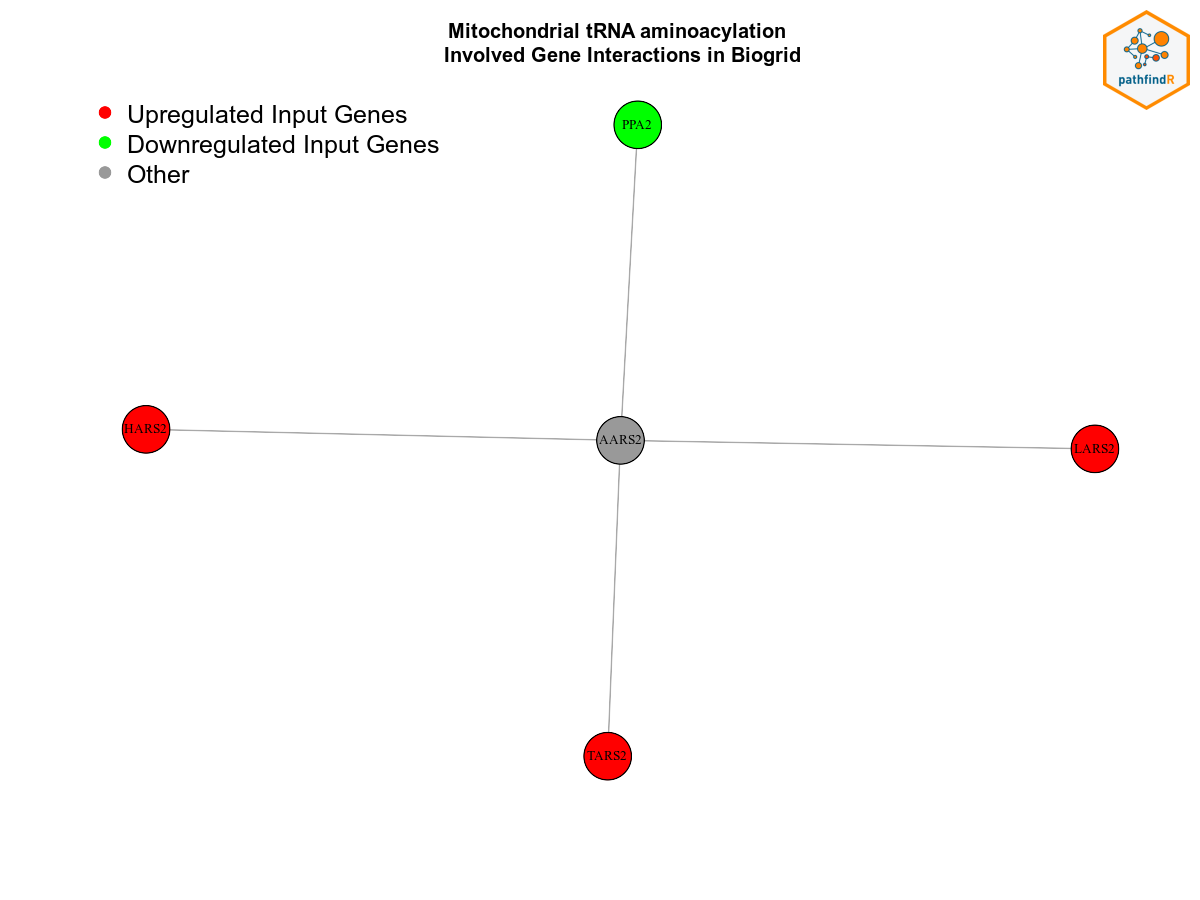 Mitochondrial tRNA aminoacylation
Involved Gene Interactions in Biogrid
pathfindR
Upregulated Input Genes
Downregulated Input Genes
Other
PPA2
HARS2
AARS2
LARS2
TARS2